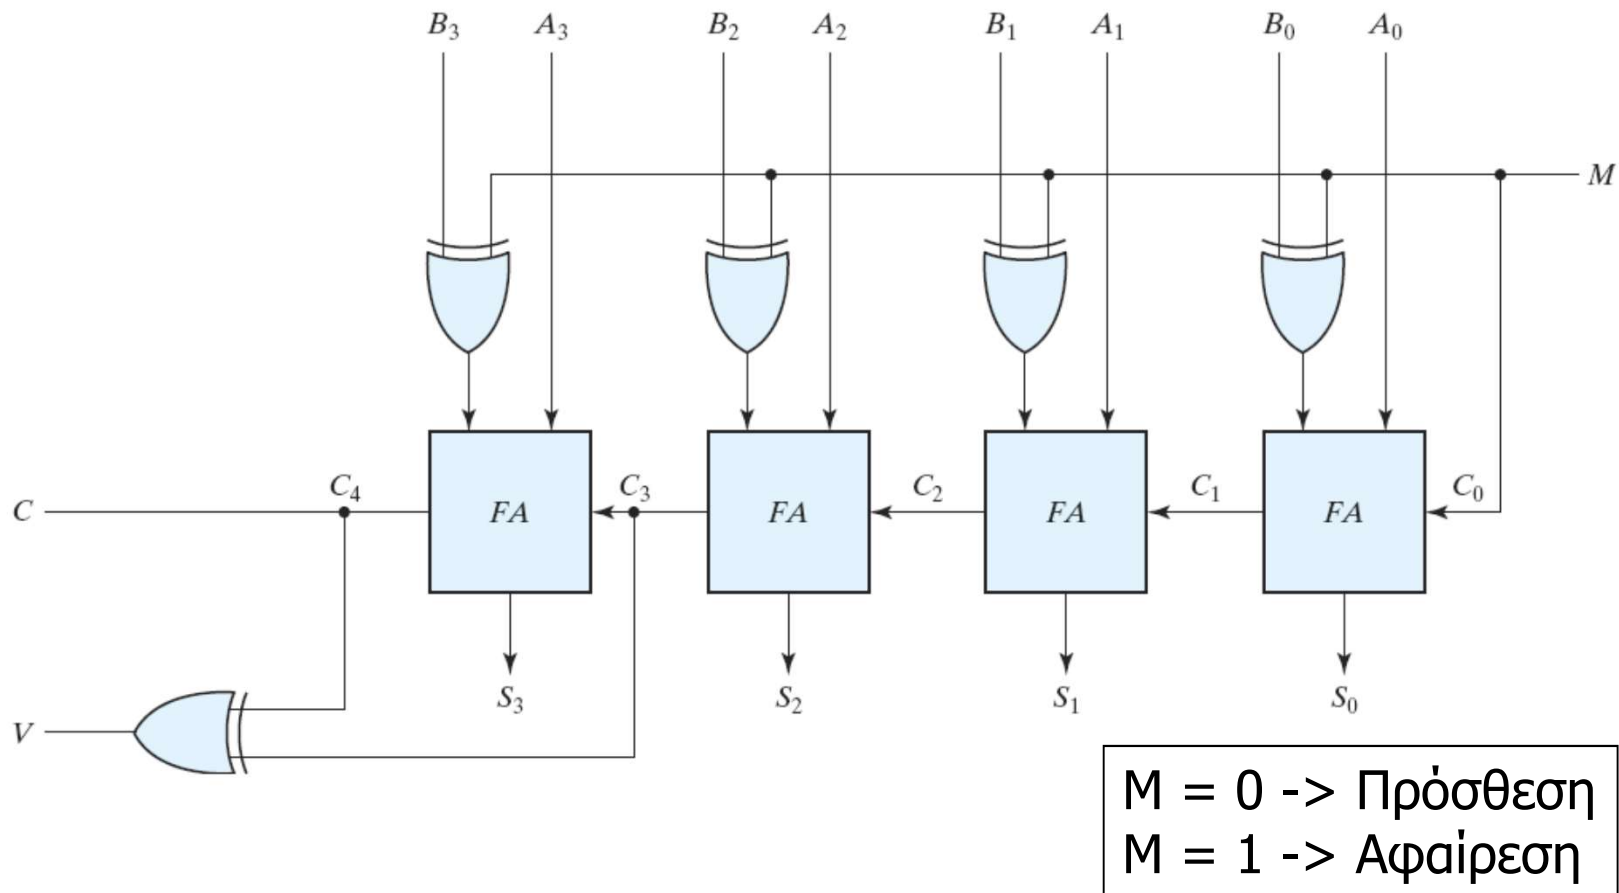 B₃ A₃ B₂ A₂ B₁ A₁ B₀ A₀
M
C C₄ FA C₃ FA C₂ FA C₁ FA C₀
S₃ S₂ S₁ S₀
V
M = 0 -> Πρόσθεση
M = 1 -> Αφαίρεση